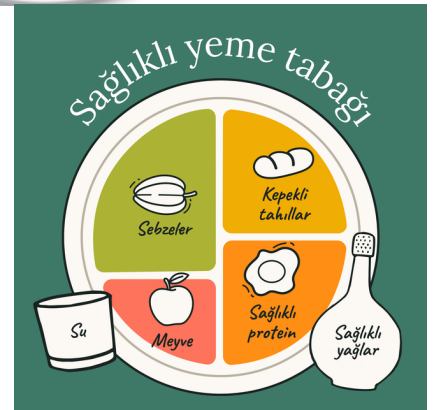 Sağlıklı yeme tabağı
Sebzeler
Kepekli
tahıllar
Meyve
Sağlıklı
protein
Su
Sağlıklı
yağlar